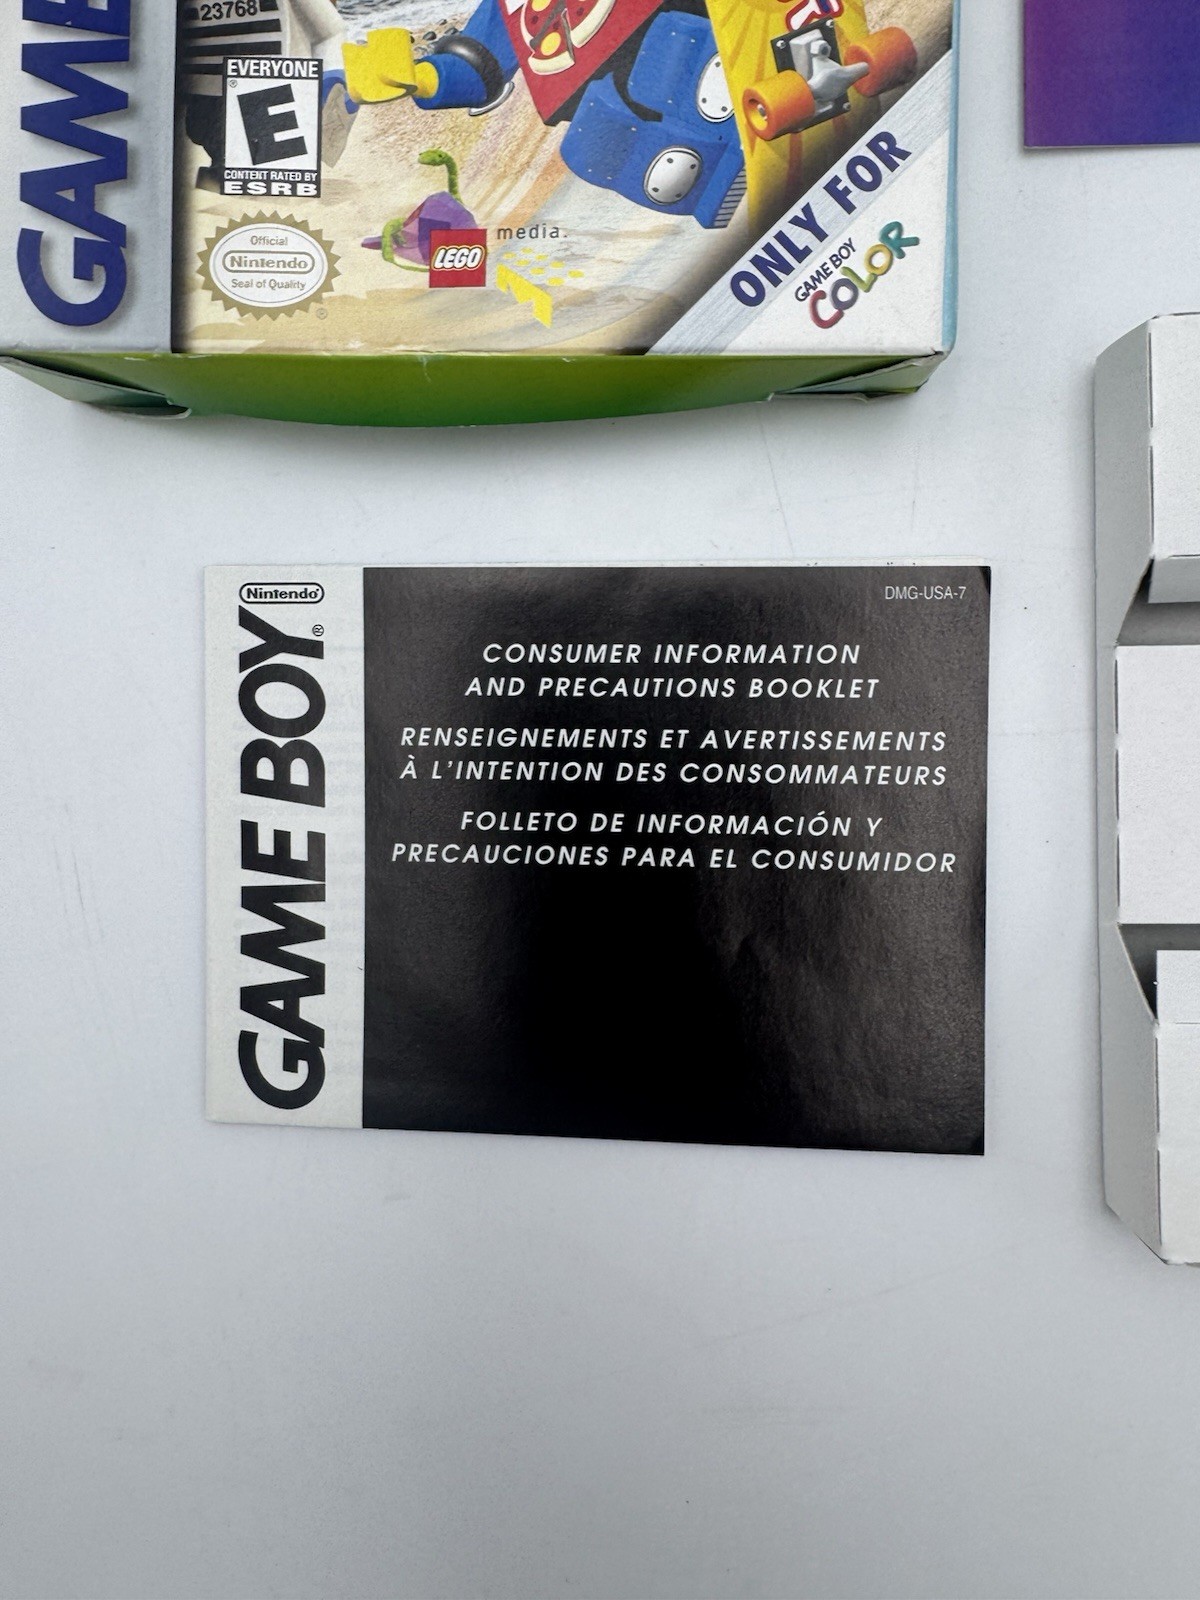 GAME
23768
EVERYONE
E
CONTENT RATED BY
ESRB
Official
Nintendo
Seal of Quality
LEGO
media.
ONLY FOR
GAME BOY
COLOR
Nintendo®
GAME BOY®
DMG-USA-7
CONSUMER INFORMATION
AND PRECAUTIONS BOOKLET
RENSEIGNEMENTS ET AVERTISSEMENTS
À L'INTENTION DES CONSOMMATEURS
FOLLETO DE INFORMACIÓN Y
PRECAUCIONES PARA EL CONSUMIDOR